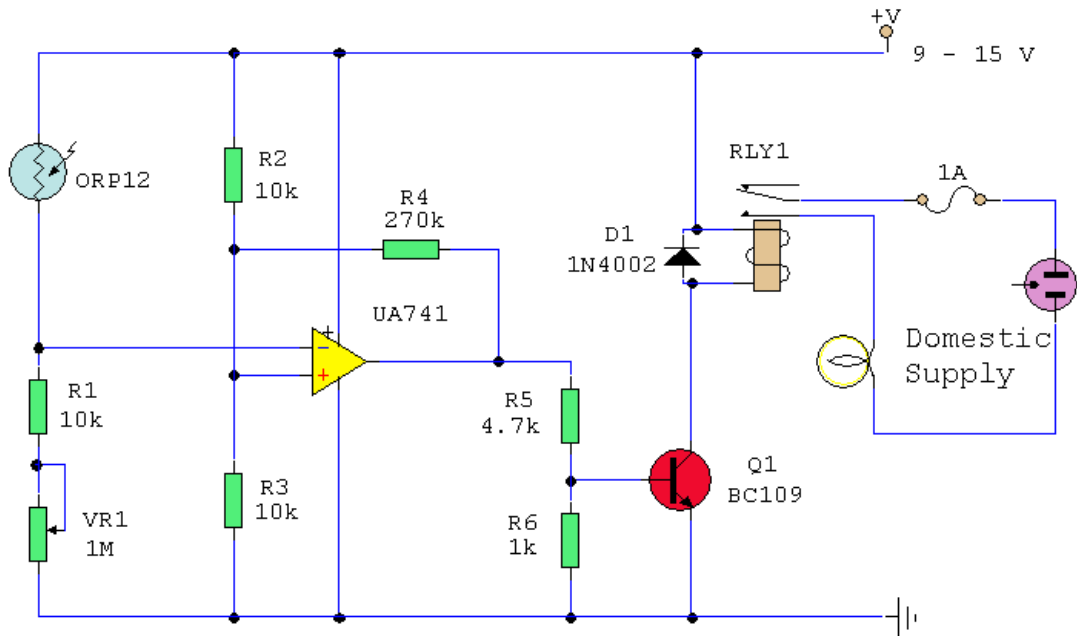 +V
9 - 15 V
ORP12
R2
10k
R4
270k
RLY1
1A
D1
1N4002
UA741
+
−
+
R1
10k
Domestic
Supply
R5
4.7k
Q1
BC109
R3
10k
VR1
1M
R6
1k